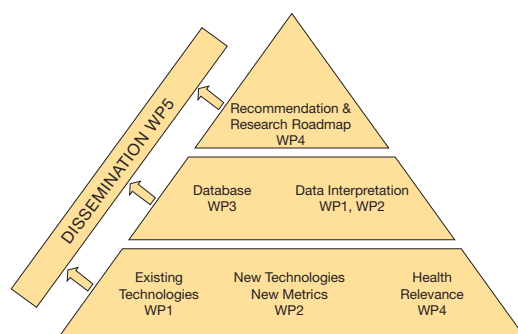 DISSEMINATION WP5
Recommendation &
Research Roadmap
WP4
Database
WP3
Data Interpretation
WP1, WP2
Existing
Technologies
WP1
New Technologies
New Metrics
WP2
Health
Relevance
WP4